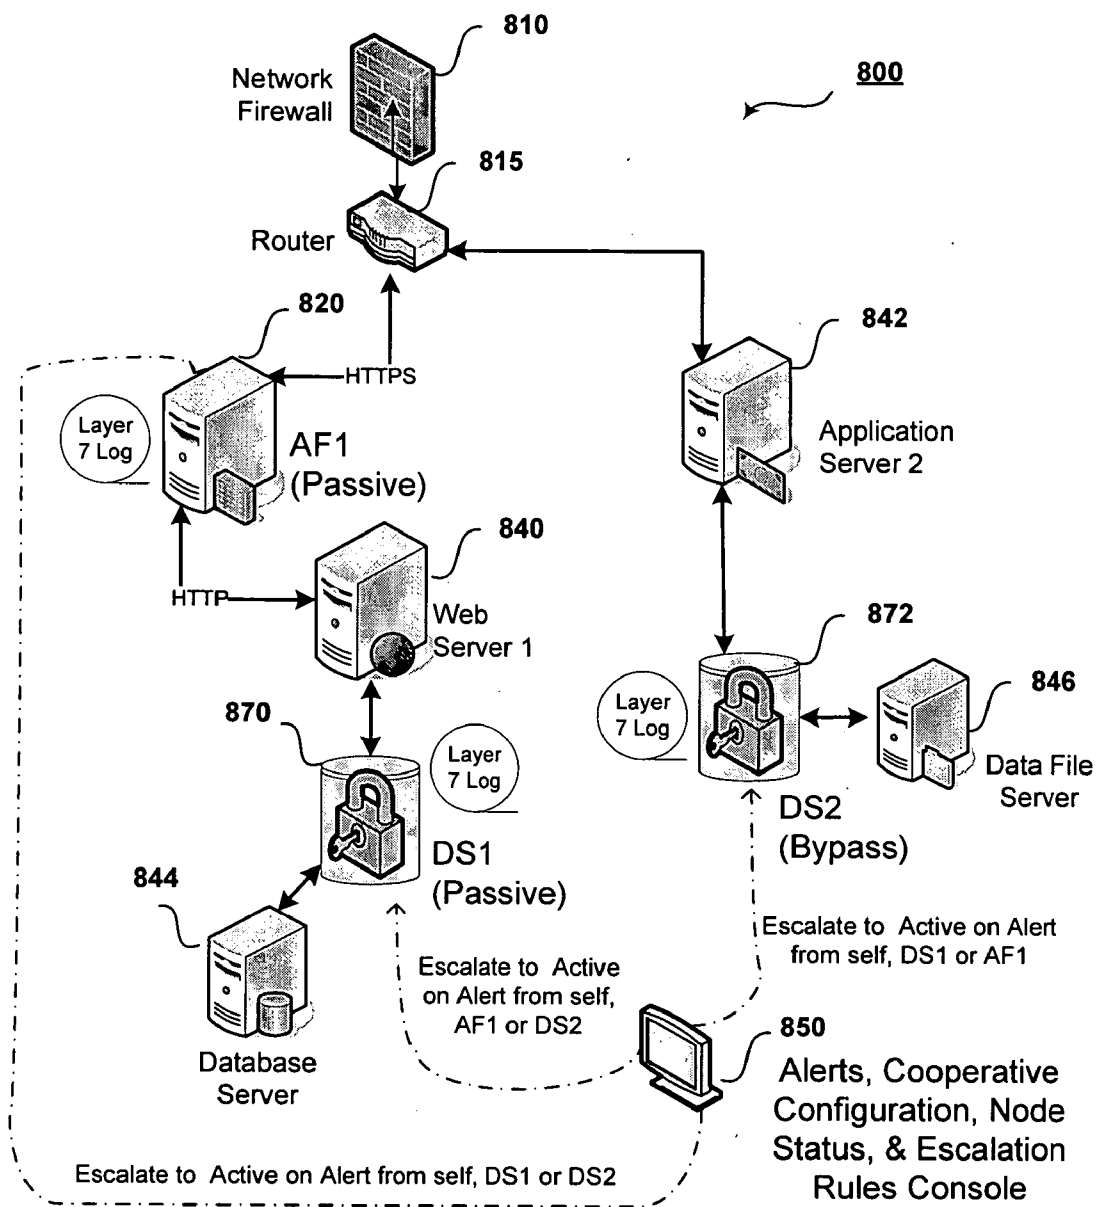 810
Network
Firewall
800
815
Router
820
842
HTTPS
Layer
7 Log
AF1
(Passive)
Application
Server 2
840
HTTP
Web
Server 1
872
870
Layer
7 Log
846
Layer
7 Log
Data File
Server
DS2
(Bypass)
DS1
(Passive)
844
Escalate to Active on Alert
from self, DS1 or AF1
Escalate to Active
on Alert from self,
AF1 or DS2
850
Database
Server
Alerts, Cooperative
Configuration, Node
Status, & Escalation
Rules Console
Escalate to Active on Alert from self, DS1 or DS2